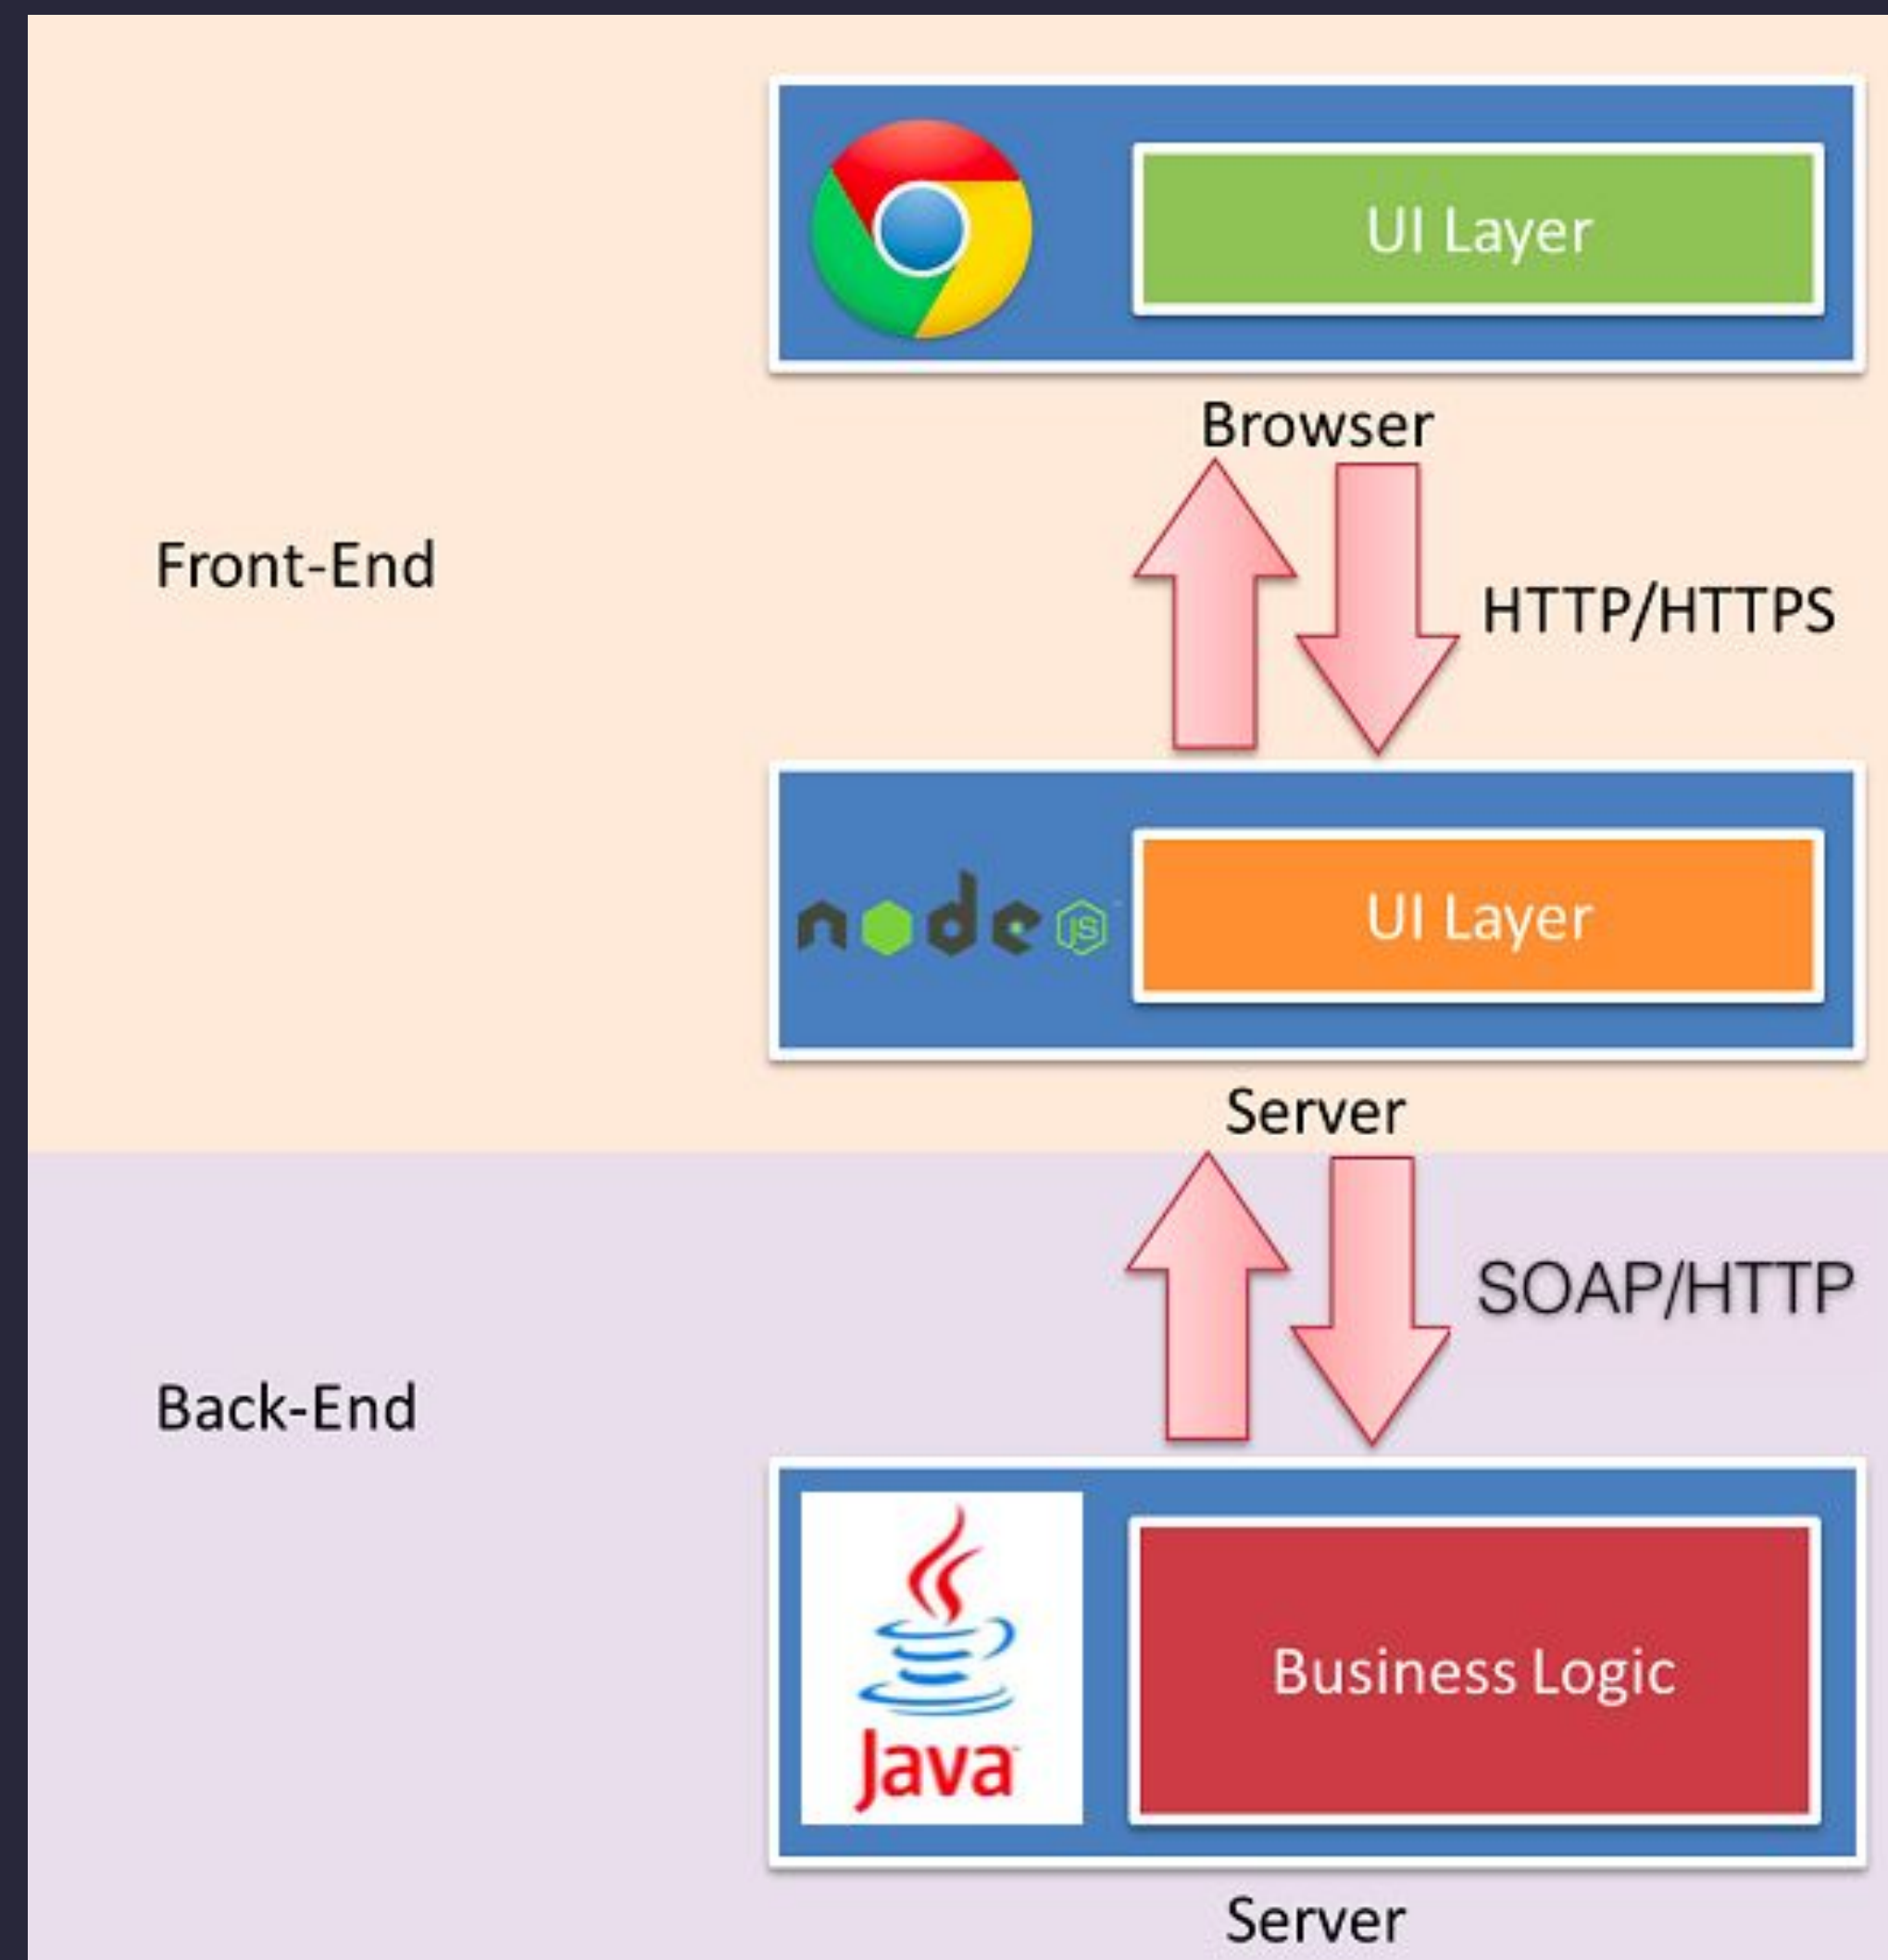 UI Layer
Browser
Front-End
HTTP/HTTPS
node JS
UI Layer
Server
SOAP/HTTP
Back-End
Java
Business Logic
Server